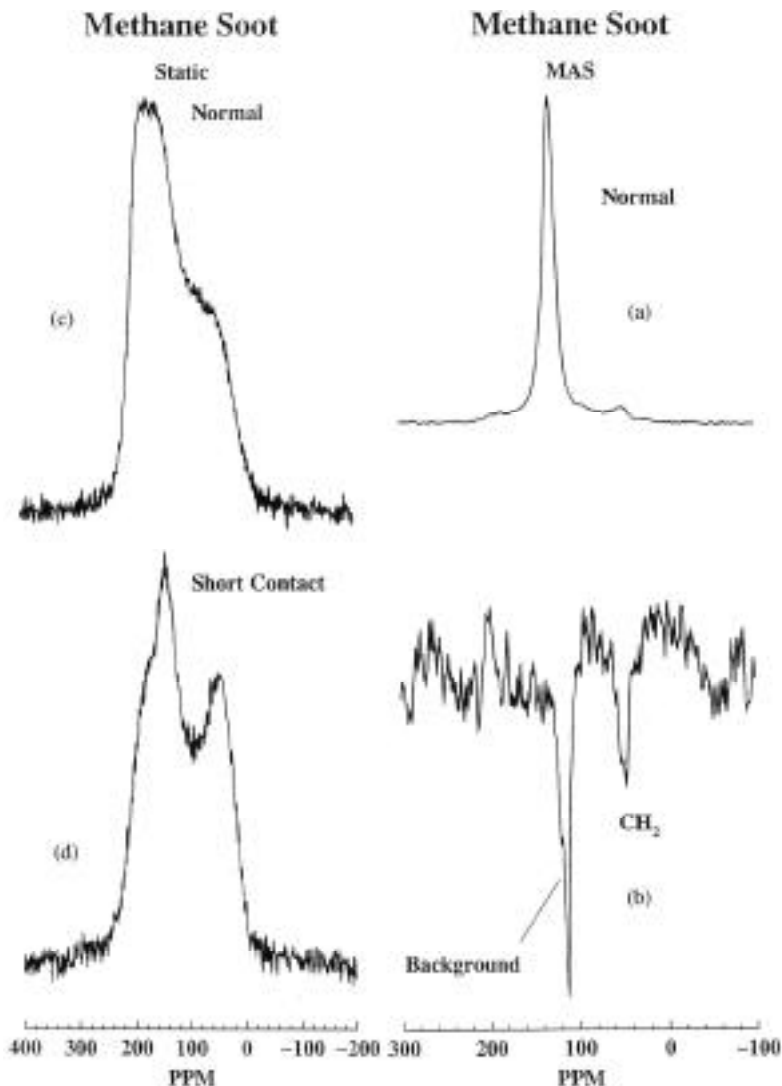 Methane Soot
Static
Normal
(c)
Short Contact
(d)
400 300 200 100 0 -100 -200
PPM
Methane Soot
MAS
Normal
(a)
CH₂
(b)
Background
300 200 100 0 -100
PPM